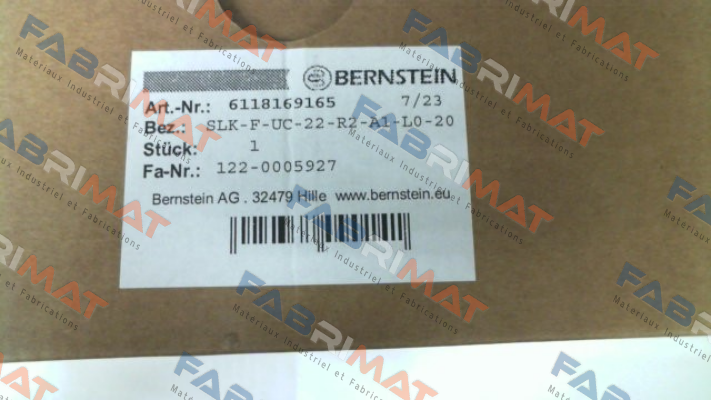 BERNSTEIN
Art.-Nr.: 6118169165 7/23
Bez.: SLK-F-UC-22-R2-A1-L0-20
Stück: 1
Fa-Nr.: 122-0005927
Bernstein AG . 32479 Hille www.bernstein.eu
FABRIMAT
Materiaux Industriel et Fabrications